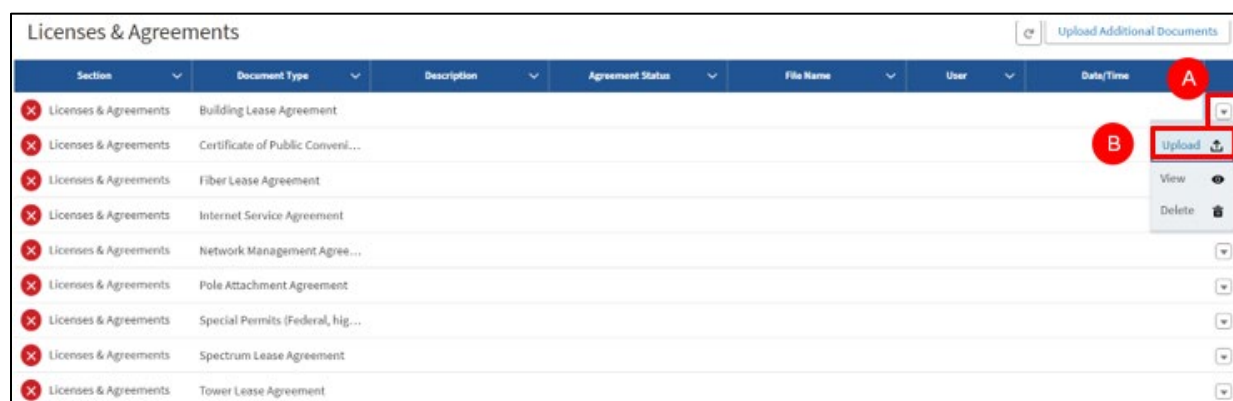 Licenses & Agreements
Upload Additional Documents
Section Document Type Description Agreement Status File Name User Date/Time
A
Licenses & Agreements Building Lease Agreement
Licenses & Agreements Certificate of Public Conveni...
B Upload
Licenses & Agreements Fiber Lease Agreement
View
Licenses & Agreements Internet Service Agreement
Delete
Licenses & Agreements Network Management Agree...
Licenses & Agreements Pole Attachment Agreement
Licenses & Agreements Special Permits (Federal, hig...
Licenses & Agreements Spectrum Lease Agreement
Licenses & Agreements Tower Lease Agreement